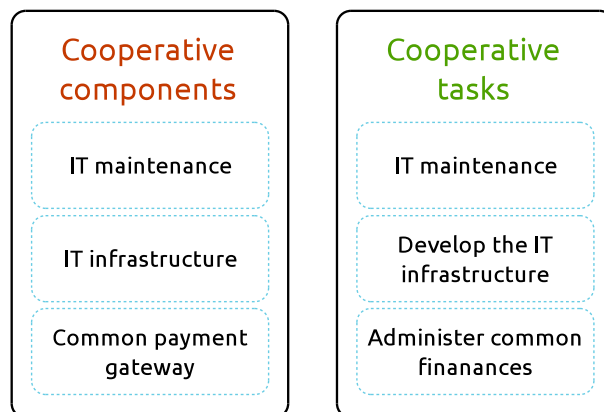 Cooperative
components
IT maintenance
IT infrastructure
Common payment
gateway
Cooperative
tasks
IT maintenance
Develop the IT
infrastructure
Administer common
finanances